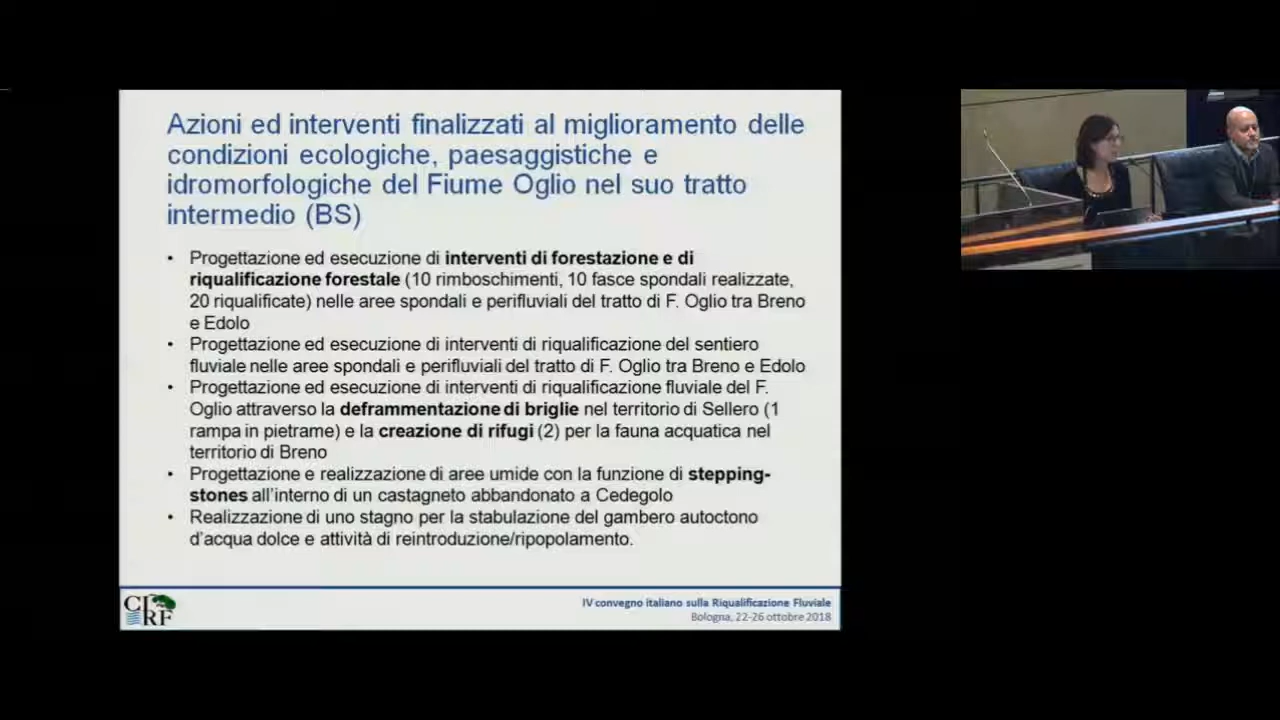 Azioni ed interventi finalizzati al miglioramento delle
condizioni ecologiche, paesaggistiche e
idromorfologiche del Fiume Oglio nel suo tratto
intermedio (BS)
• Progettazione ed esecuzione di interventi di forestazione e di
riqualificazione forestale (10 rimboschimenti, 10 fasce spondali realizzate,
20 riqualificate) nelle aree spondali e perifluviali del tratto di F. Oglio tra Breno
e Edolo
• Progettazione ed esecuzione di interventi di riqualificazione del sentiero
fluviale nelle aree spondali e perifluviali del tratto di F. Oglio tra Breno e Edolo
• Progettazione ed esecuzione di interventi di riqualificazione fluviale del F.
Oglio attraverso la deframmentazione di briglie nel territorio di Sellero (1
rampa in pietrame) e la creazione di rifugi (2) per la fauna acquatica nel
territorio di Breno
• Progettazione e realizzazione di aree umide con la funzione di stepping-
stones all'interno di un castagneto abbandonato a Cedegolo
• Realizzazione di uno stagno per la stabulazione del gambero autoctono
d'acqua dolce e attività di reintroduzione/ripopolamento.
CIRF
IV convegno italiano sulla Riqualificazione Fluviale
Bologna, 22-26 ottobre 2018